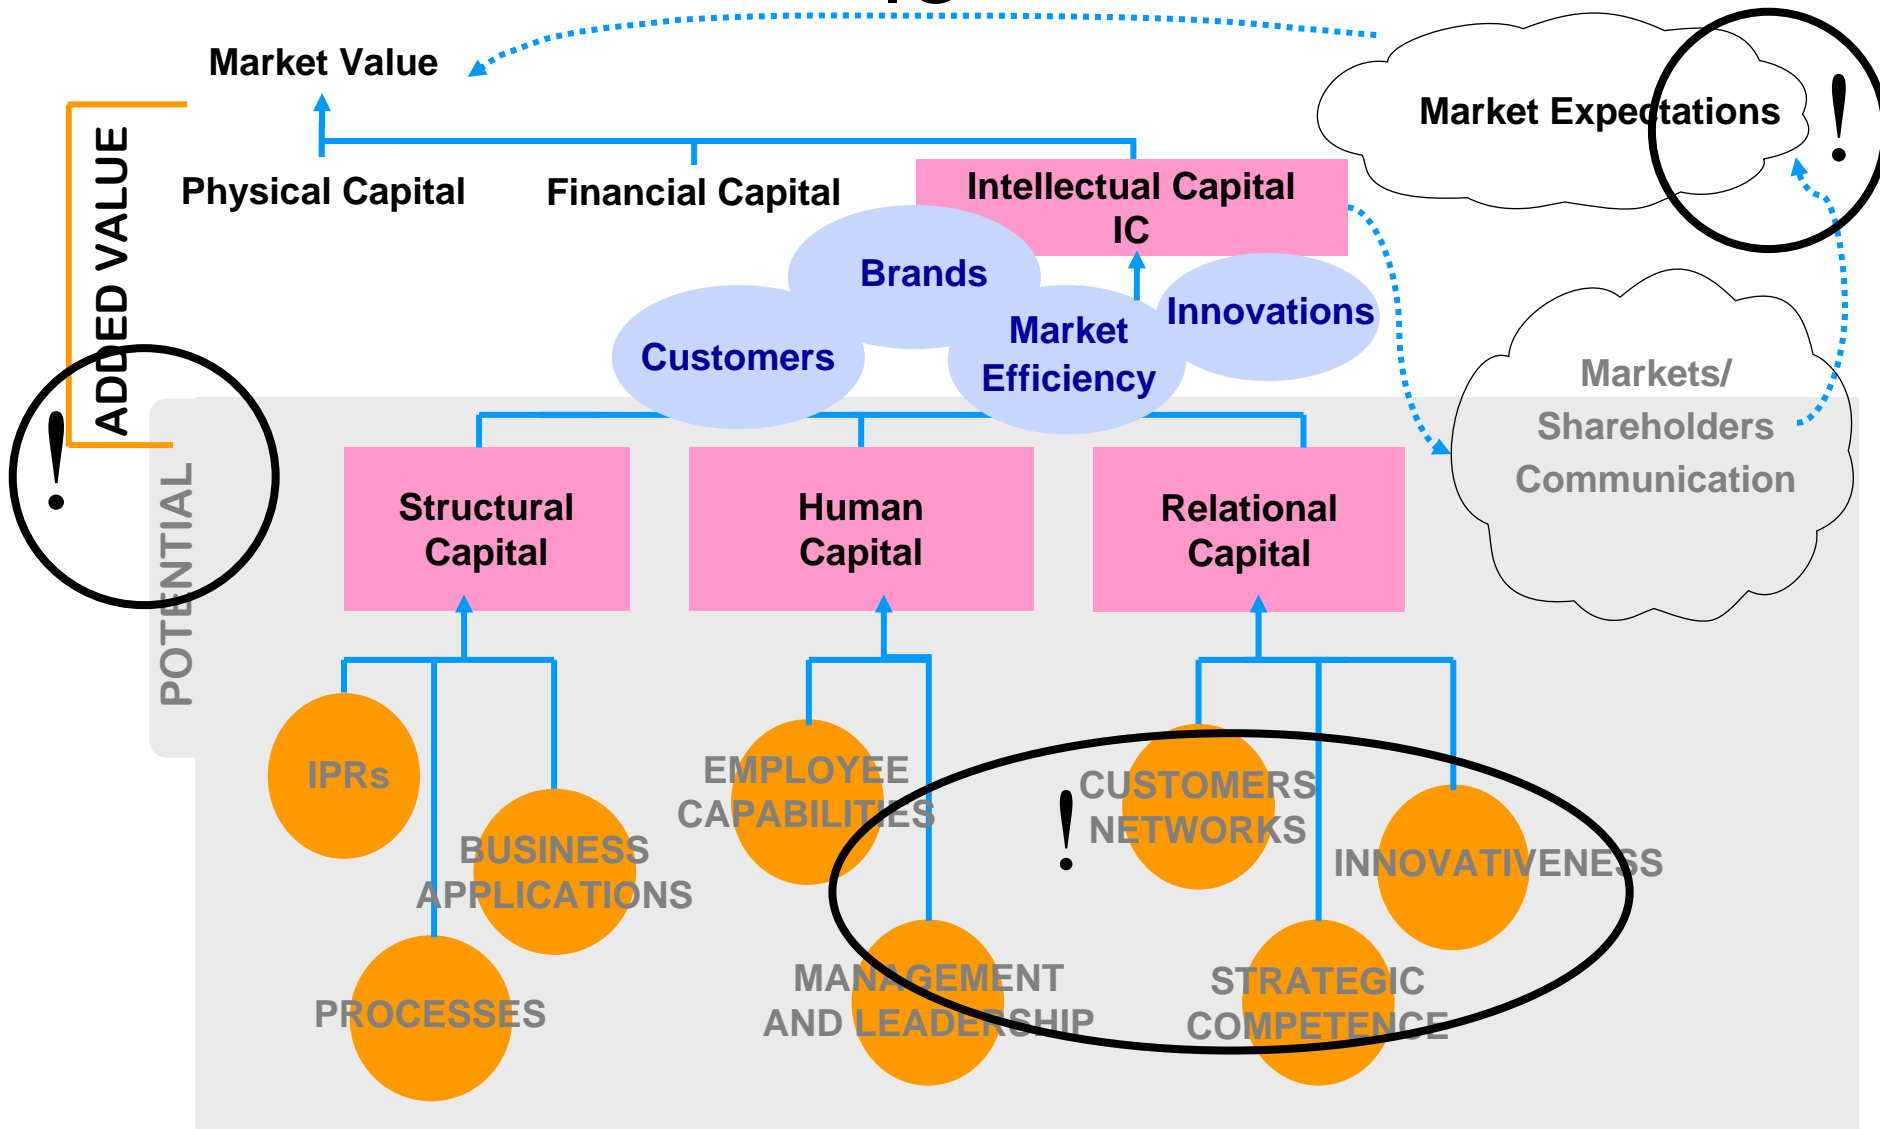 Market Value
Market Expectations
!
ADDED VALUE
Physical Capital
Financial Capital
Intellectual Capital
IC
Brands
Innovations
Customers
Market
Efficiency
Markets/
Shareholders
Communication
!
POTENTIAL
Structural
Capital
Human
Capital
Relational
Capital
IPRs
BUSINESS
APPLICATIONS
PROCESSES
EMPLOYEE
CAPABILITIES
MANAGEMENT
AND LEADERSHIP
!
CUSTOMERS
NETWORKS
INNOVATIVENESS
STRATEGIC
COMPETENCE